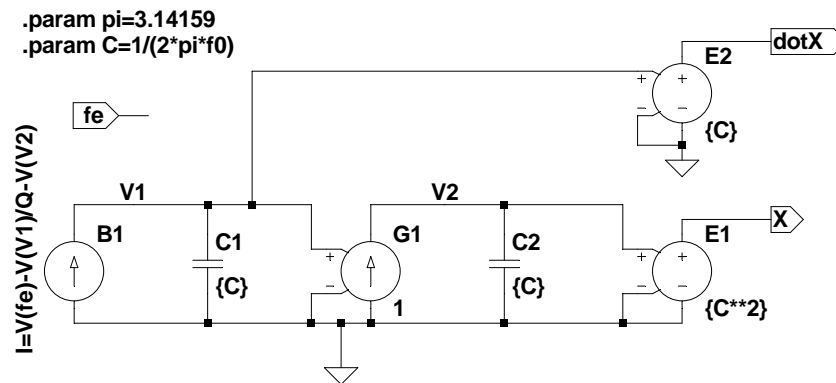 .param pi=3.14159
.param C=1/(2*pi*f0)
dotX
E2
fe
{C}
I=V(fe)-V(V1)/Q-V(V2)
V1
V2
X
B1
C1
G1
C2
E1
{C}
1
{C}
{C**2}